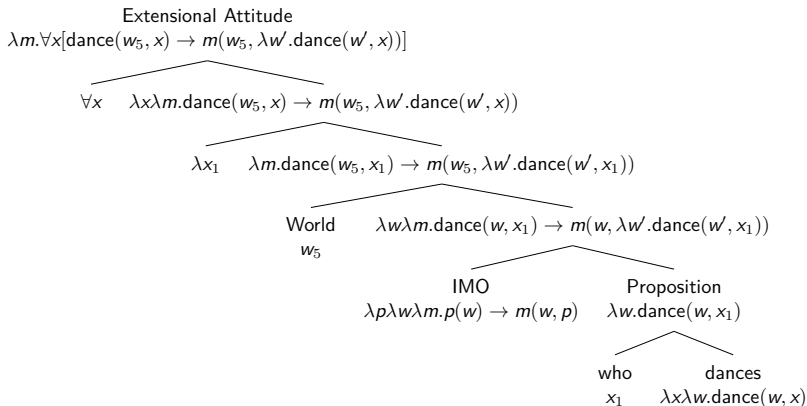 Extensional Attitude
λm.∀x[dance(w₅, x) → m(w₅, λw′.dance(w′, x))]
∀x λxλm.dance(w₅, x) → m(w₅, λw′.dance(w′, x))
λx₁ λm.dance(w₅, x₁) → m(w₅, λw′.dance(w′, x₁))
World λwλm.dance(w, x₁) → m(w, λw′.dance(w′, x₁))
w₅
IMO Proposition
λpλwλm.p(w) → m(w, p) λw.dance(w, x₁)
who dances
x₁ λxλw.dance(w, x)